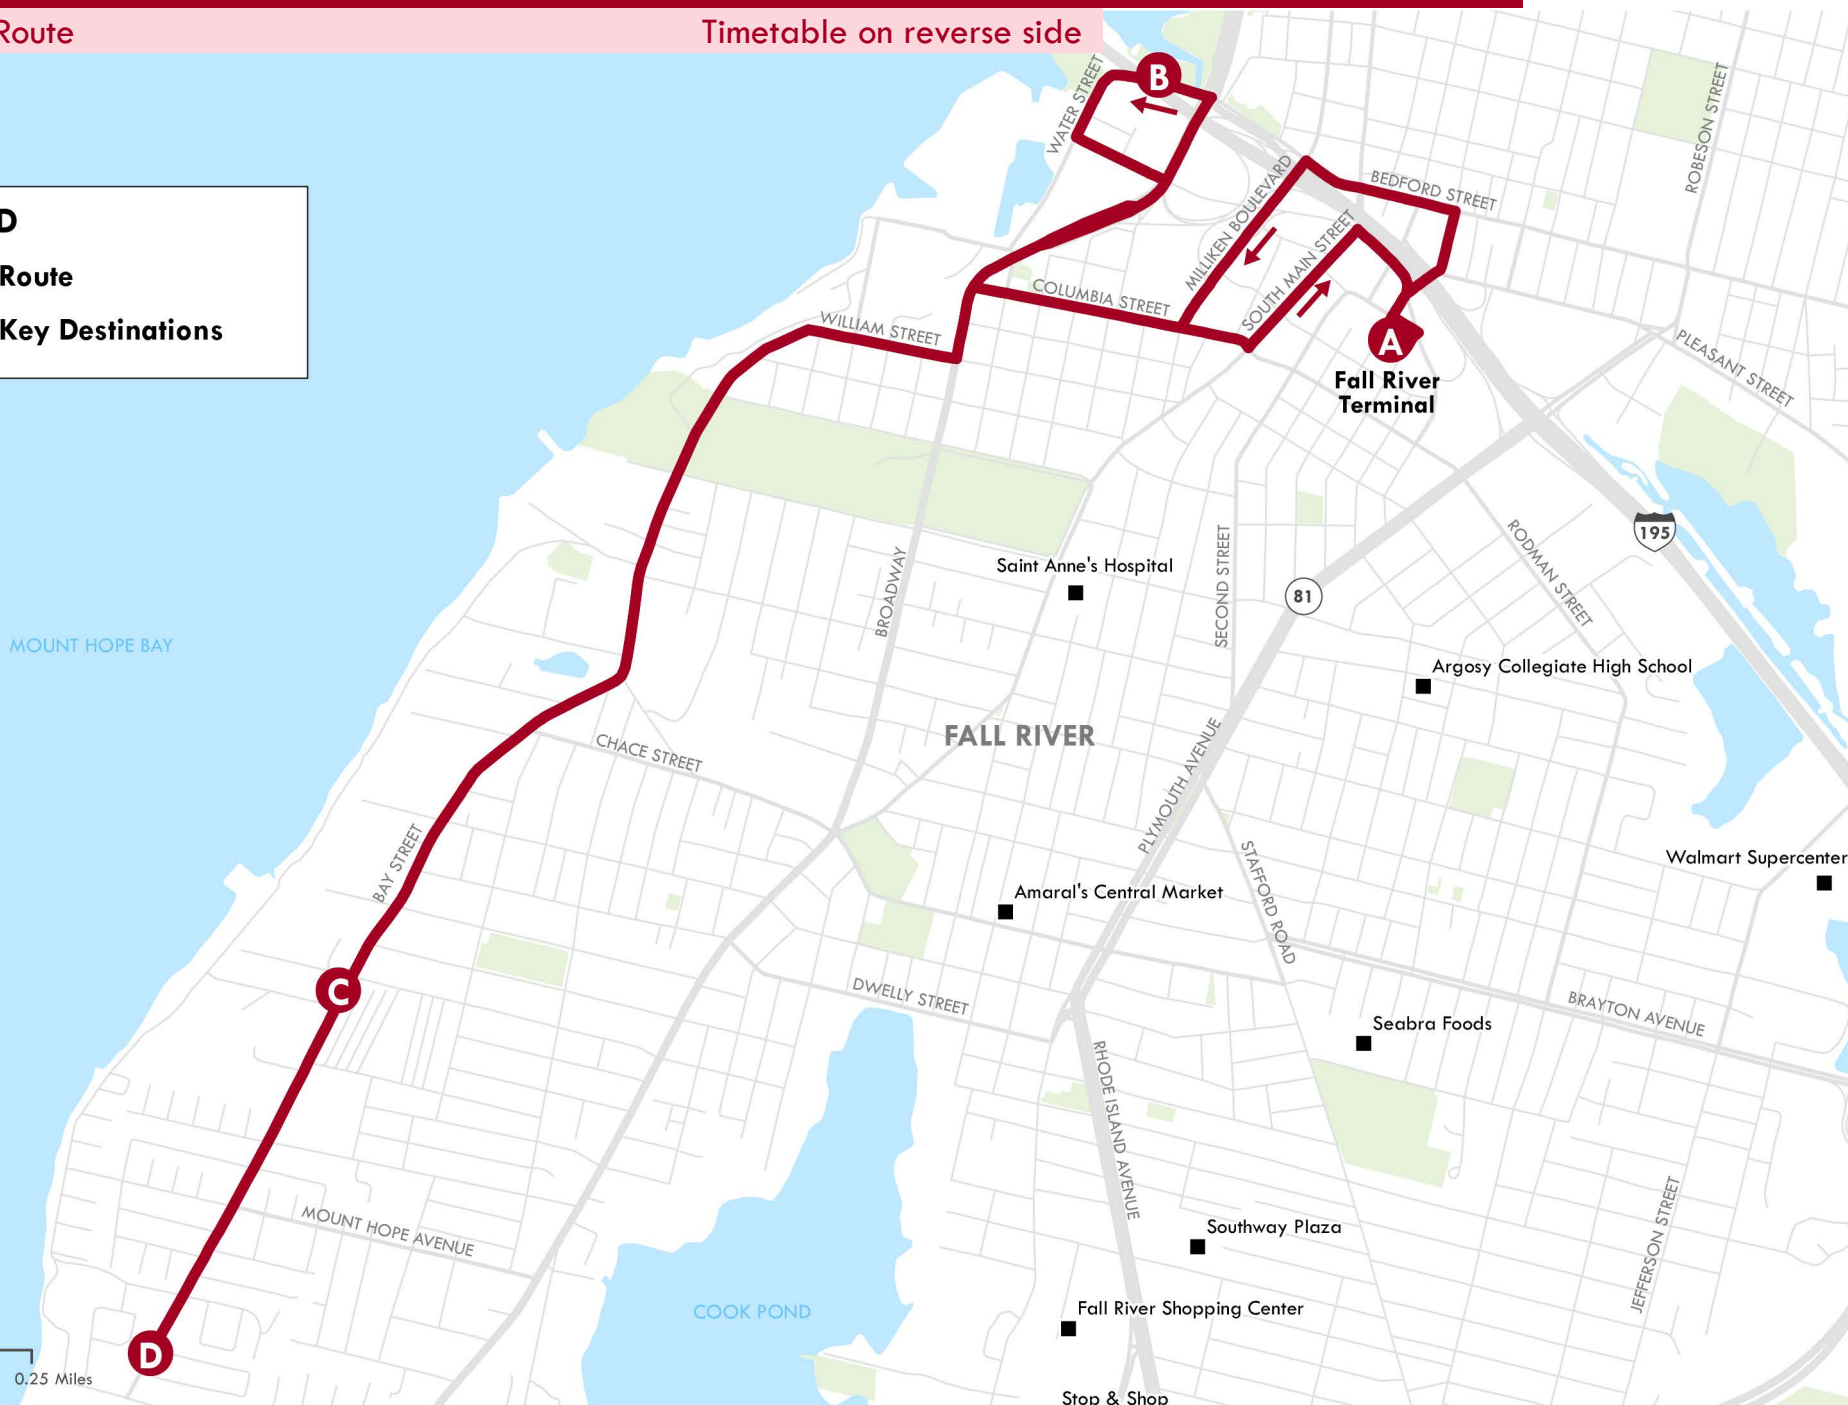 Route
Timetable on reverse side
D
Route
Key Destinations
B
WATER STREET
ROBESON STREET
BEDFORD STREET
MILLIKEN BOULEVARD
SOUTH MAIN STREET
COLUMBIA STREET
WILLIAM STREET
A
Fall River
Terminal
PLEASANT STREET
195
RODMAN STREET
Saint Anne's Hospital
SECOND STREET
BROADWAY
81
MOUNT HOPE BAY
Argosy Collegiate High School
FALL RIVER
CHACE STREET
PLYMOUTH AVENUE
BAY STREET
STAFFORD ROAD
Walmart Supercenter
Amaral's Central Market
C
DWELLY STREET
BRAYTON AVENUE
Seabra Foods
RHODE ISLAND AVENUE
MOUNT HOPE AVENUE
Southway Plaza
JEFFERSON STREET
COOK POND
Fall River Shopping Center
D
0.25 Miles
Stop & Shop